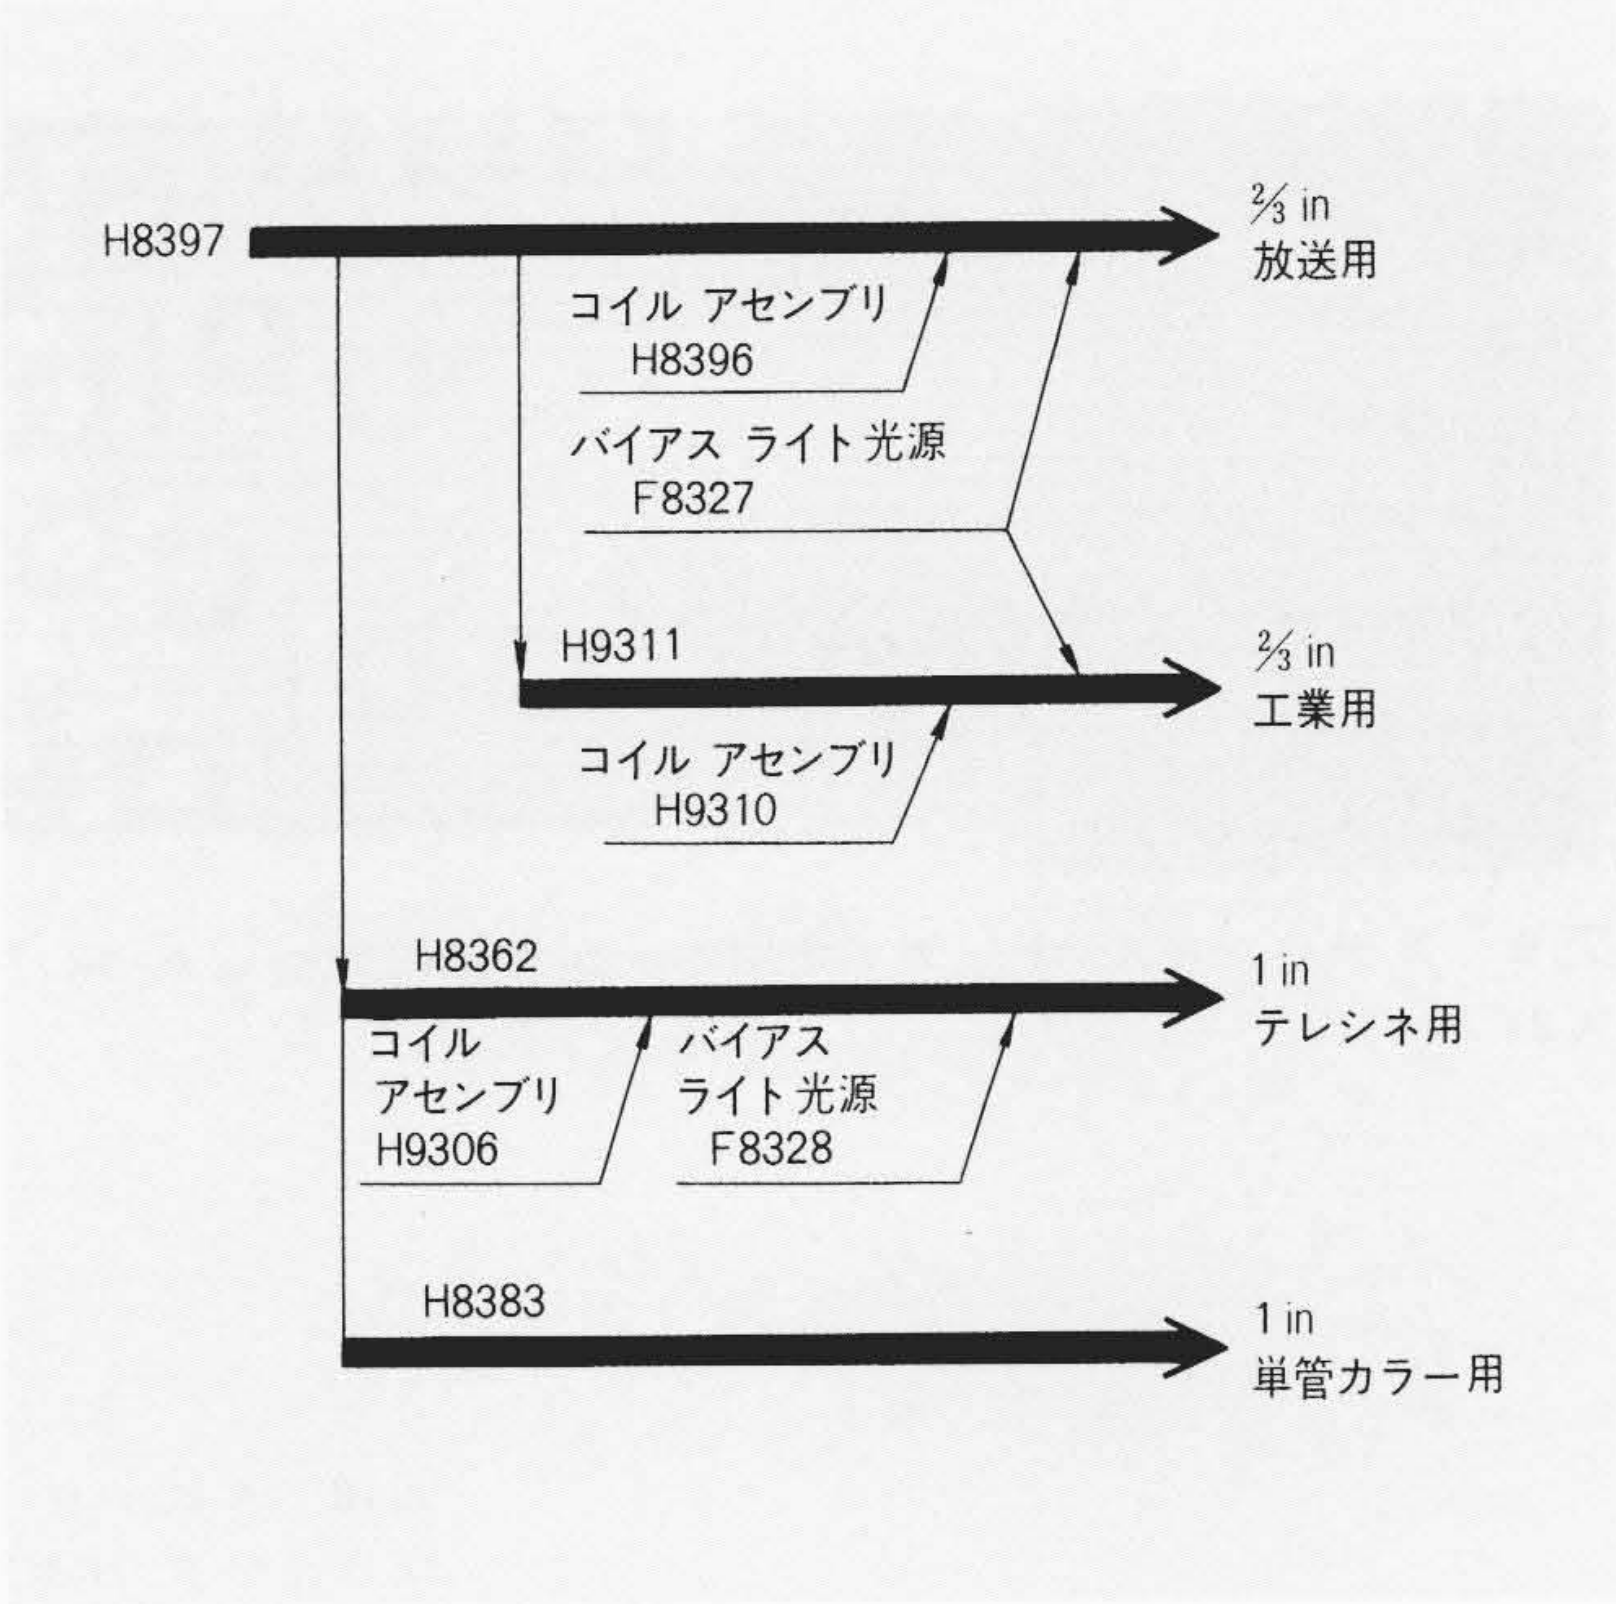 H8397
⅔ in
放送用
コイル アセンブリ
H8396
バイアス ライト光源
F8327
H9311
⅔ in
工業用
コイル アセンブリ
H9310
H8362
1 in
テレシネ用
コイル
アセンブリ
H9306
バイアス
ライト光源
F8328
H8383
1 in
単管カラー用